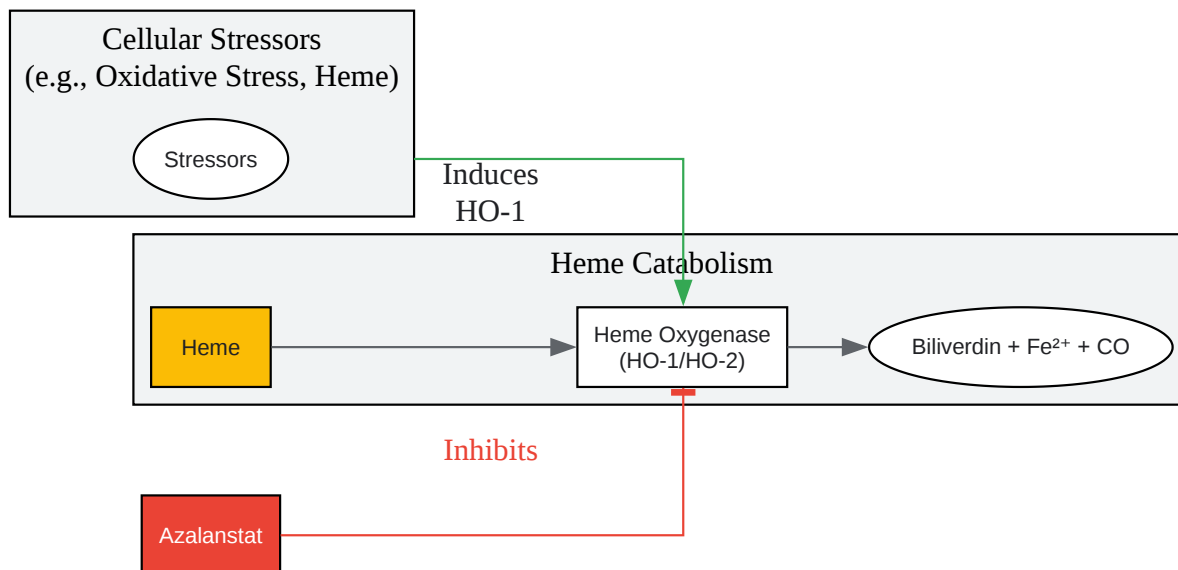 Cellular Stressors
(e.g., Oxidative Stress, Heme)
Stressors
Induces
HO-1
Heme Catabolism
Heme
Heme Oxygenase
(HO-1/HO-2)
Biliverdin + Fe²⁺ + CO
Inhibits
Azalanstat